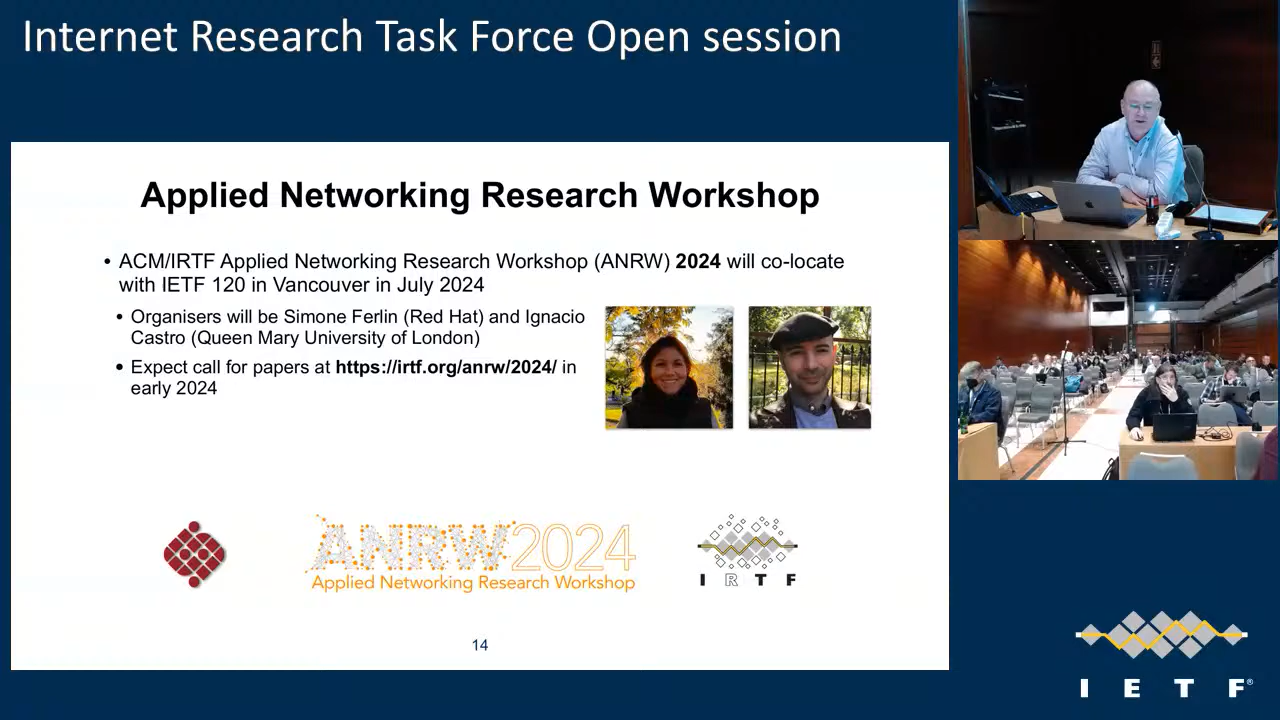 Internet Research Task Force Open session
Applied Networking Research Workshop
• ACM/IRTF Applied Networking Research Workshop (ANRW) 2024 will co-locate
with IETF 120 in Vancouver in July 2024
• Organisers will be Simone Ferlin (Red Hat) and Ignacio
Castro (Queen Mary University of London)
• Expect call for papers at https://irtf.org/anrw/2024/ in
early 2024
ANRW2024
Applied Networking Research Workshop
I R T F
14
I E T F®